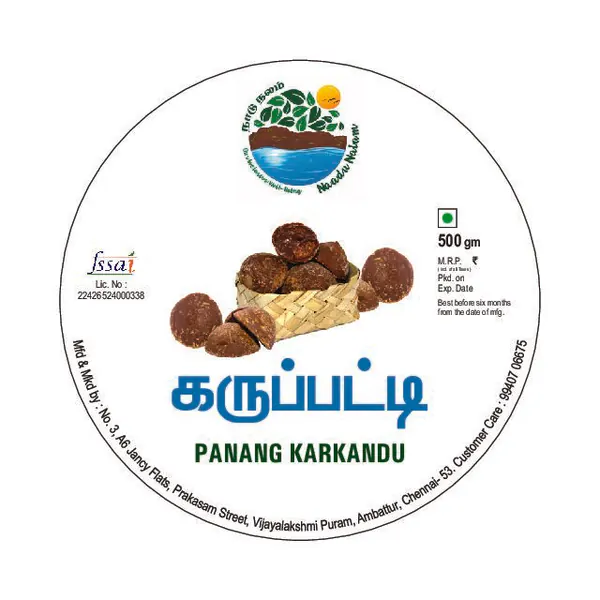 நாடு நலம்
Naadu Nalam
500 gm
M.R.P. ₹
Pkd. on
Exp. Date
Best before six months
from the date of mfg.
fssai
Lic. No :
22426524000338
கருப்பட்டி
PANANG KARKANDU
Mfd & Mkd by : No. 3, A6 Jancy Flats, Prakasam Street, Vijayalakshmi Puram, Ambattur, Chennai- 53. Customer Care : 99407 06675